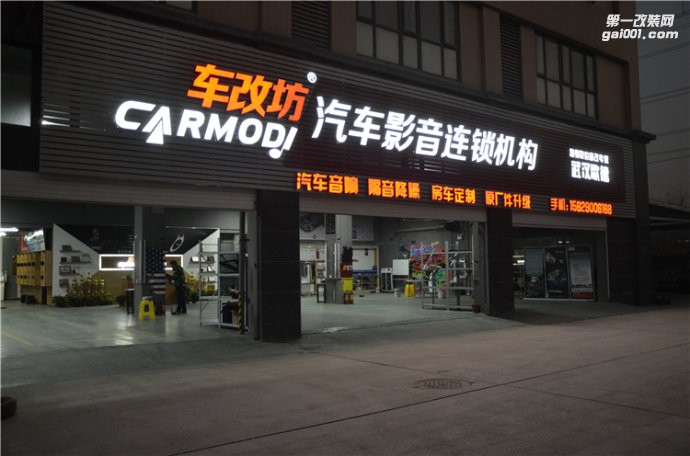 第一改装网
gai001.com
车改坊®
CARMODI
汽车影音连锁机构
武汉歌德
汽车音响 隔音降噪 房车定制 原厂件升级 手机:15629006168